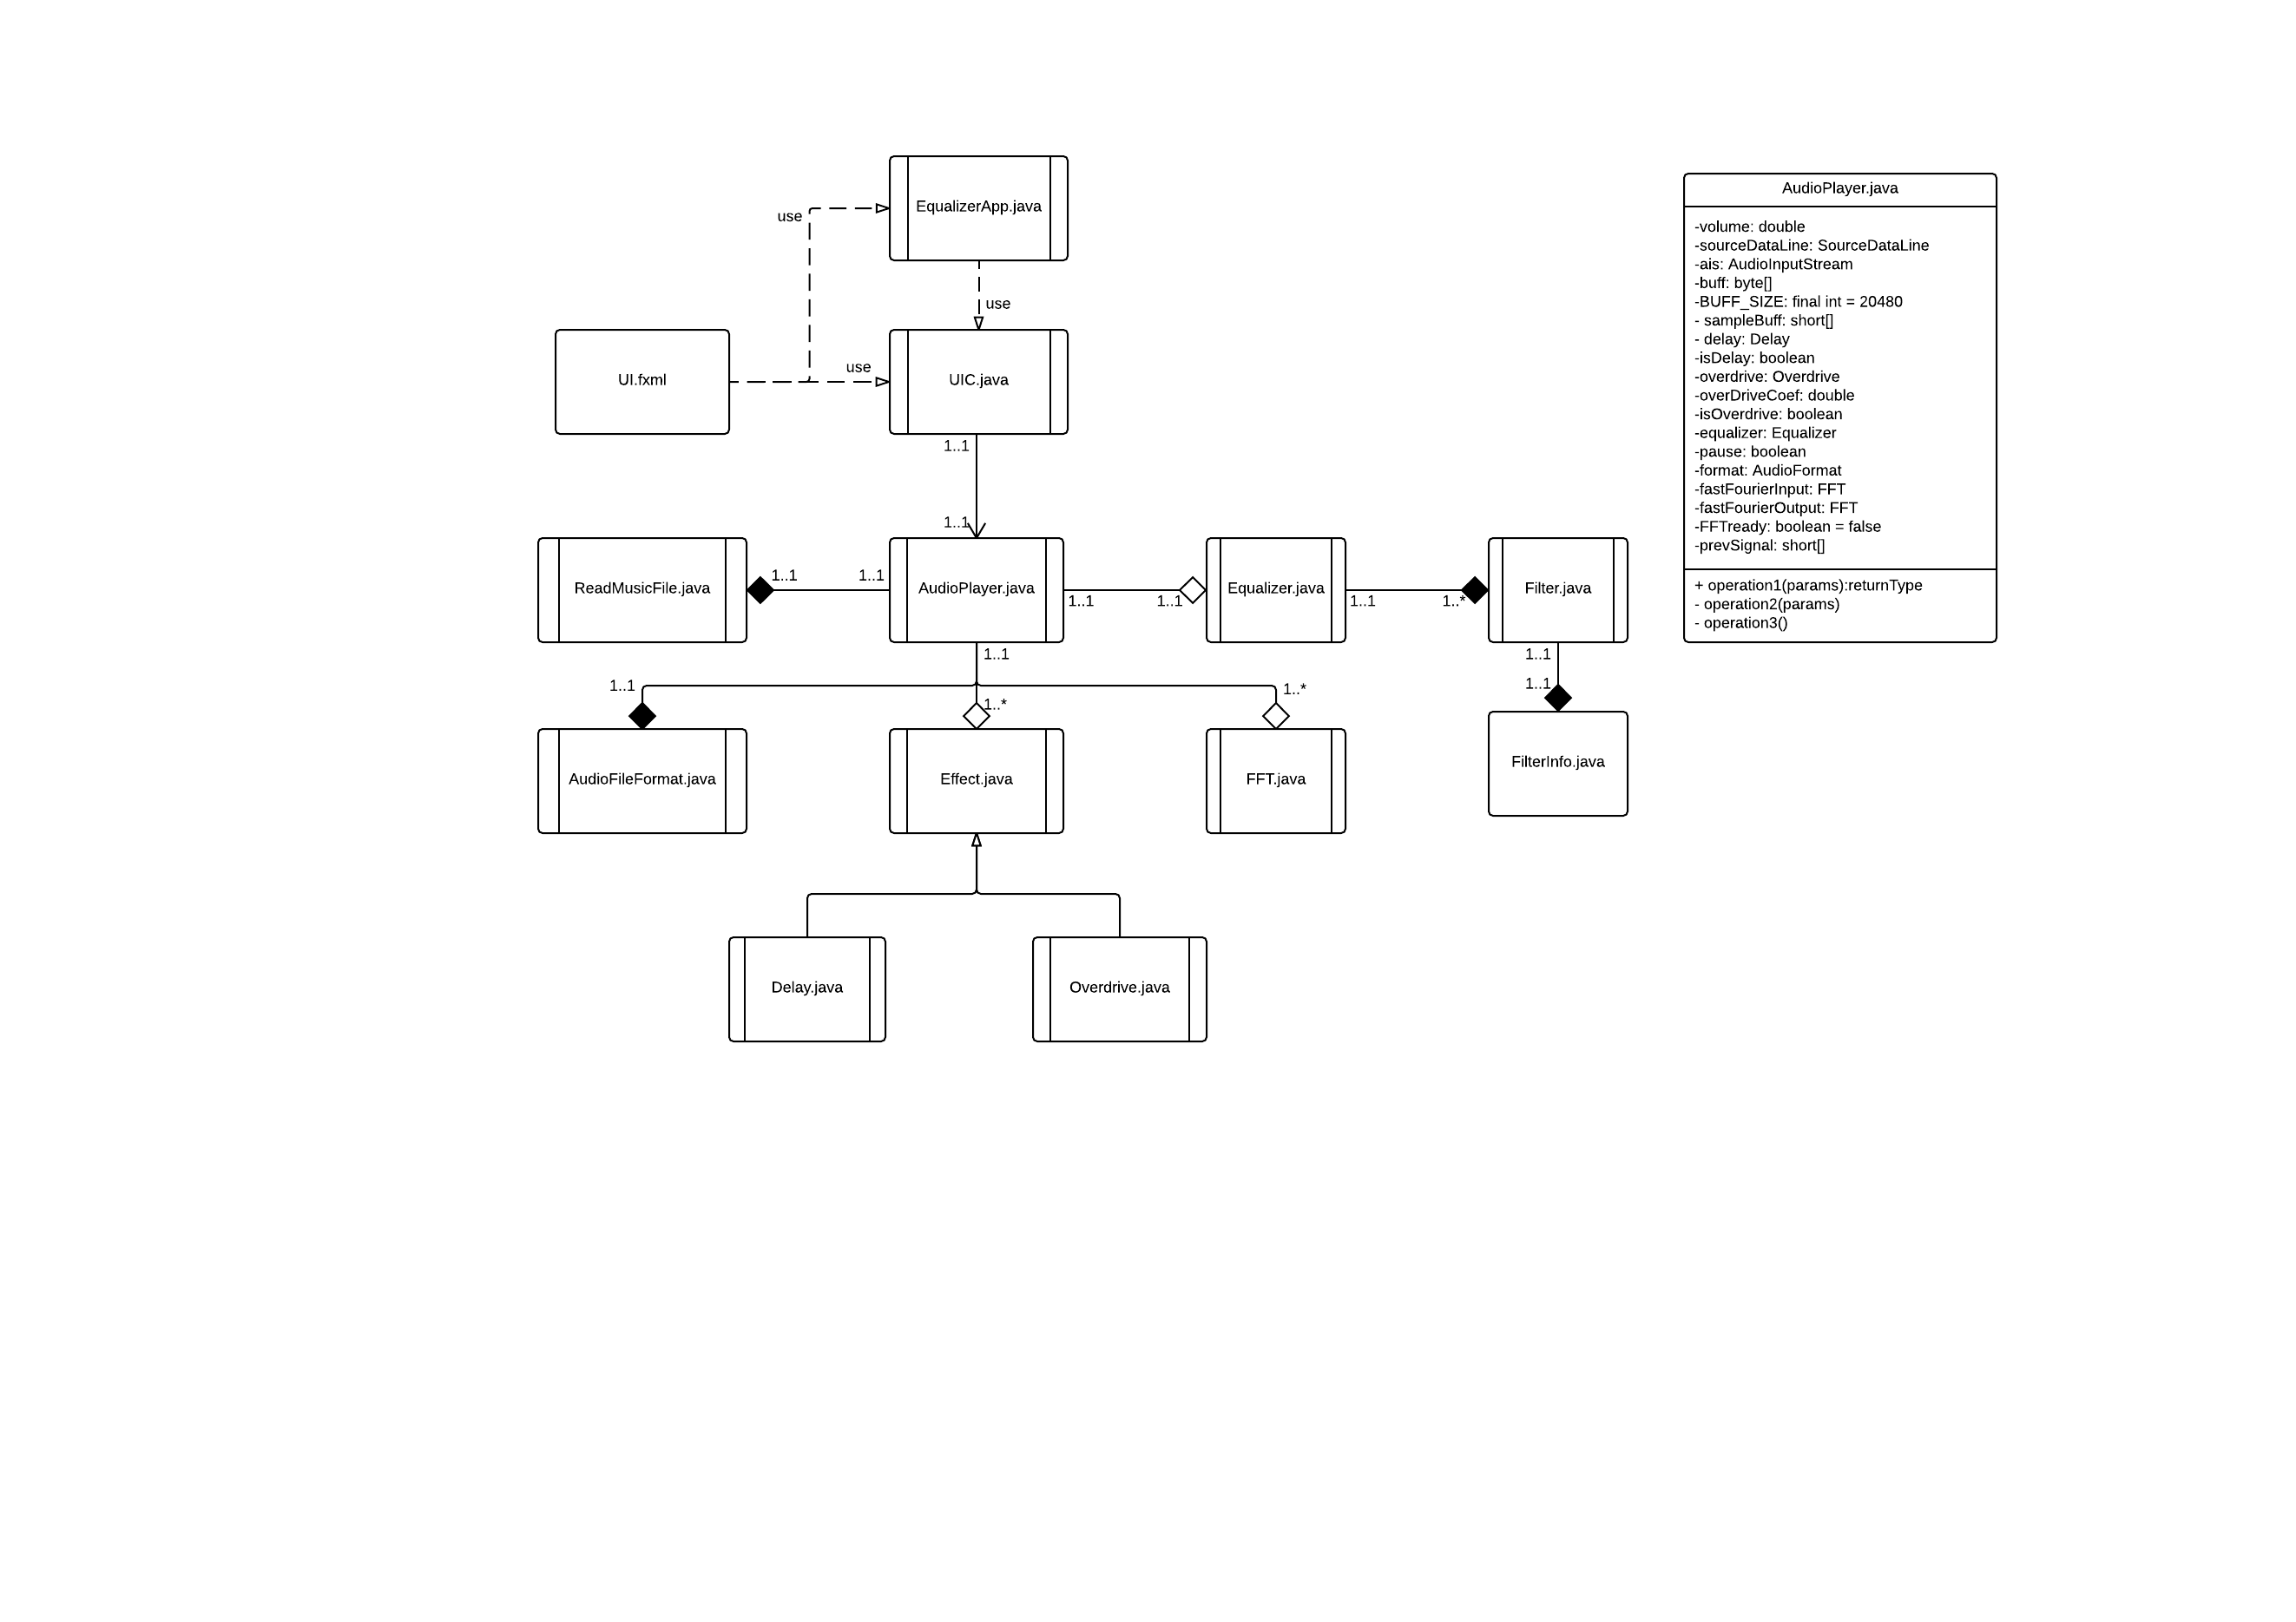 EqualizerApp.java
use
use
UI.fxml
use
UIC.java
1..1
1..1
ReadMusicFile.java
1..1
1..1
AudioPlayer.java
1..1
1..1
Equalizer.java
1..1
1..*
Filter.java
1..1
1..1
FilterInfo.java
1..1
1..1
1..*
1..*
AudioFileFormat.java
Effect.java
FFT.java
Delay.java
Overdrive.java
AudioPlayer.java
-volume: double
-sourceDataLine: SourceDataLine
-ais: AudioInputStream
-buff: byte[]
-BUFF_SIZE: final int = 20480
- sampleBuff: short[]
- delay: Delay
-isDelay: boolean
-overdrive: Overdrive
-overDriveCoef: double
-isOverdrive: boolean
-equalizer: Equalizer
-pause: boolean
-format: AudioFormat
-fastFourierInput: FFT
-fastFourierOutput: FFT
-FFTready: boolean = false
-prevSignal: short[]
+ operation1(params):returnType
- operation2(params)
- operation3()